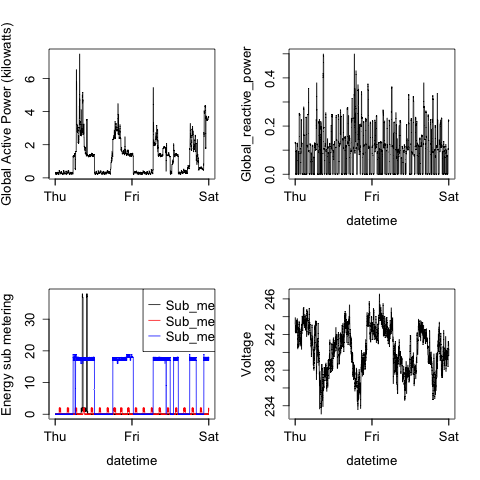 Global Active Power (kilowatts)
0 2 4 6
Thu Fri Sat
Global_reactive_power
0.0 0.2 0.4
Thu Fri Sat
datetime
Energy sub metering
0 10 20 30
Sub_me
Sub_me
Sub_me
Thu Fri Sat
datetime
Voltage
234 238 242 246
Thu Fri Sat
datetime